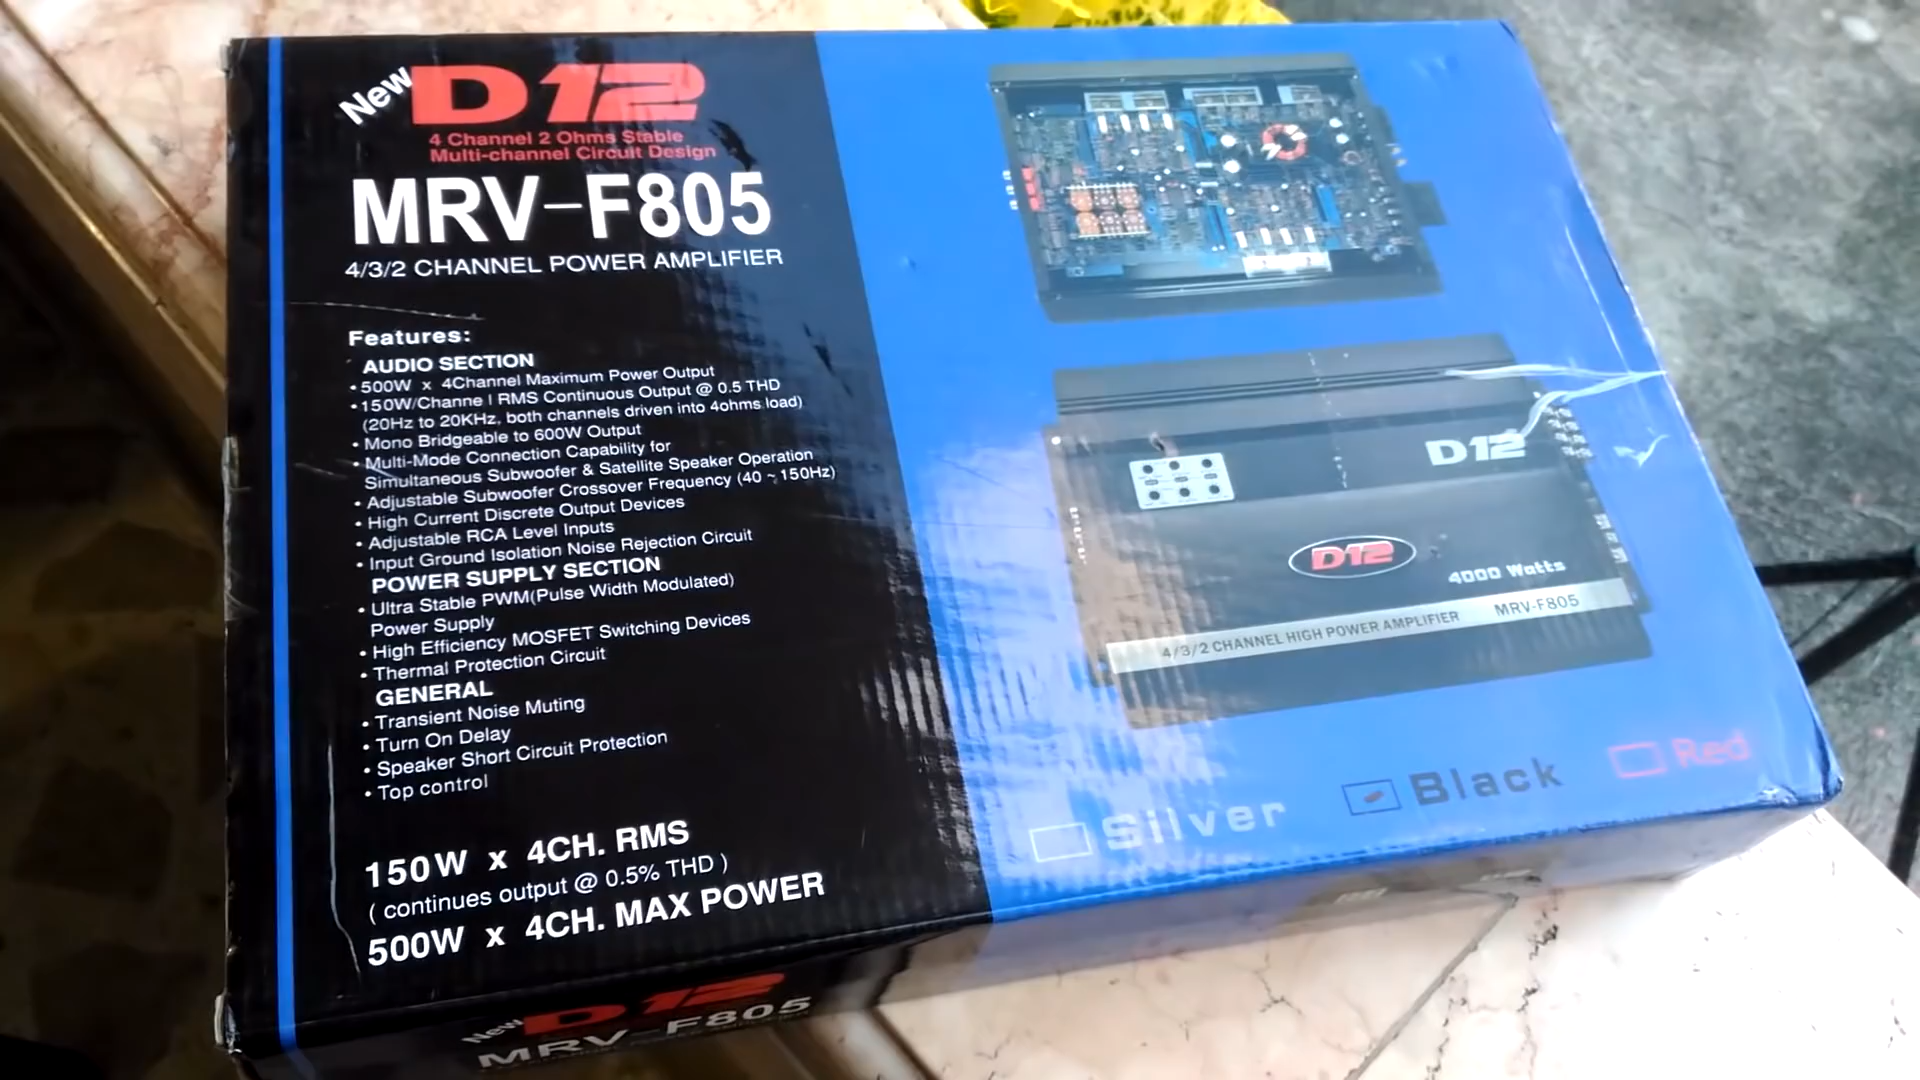 New
D12
4 Channel 2 Ohms Stable
Multi-channel Circuit Design
MRV-F805
4/3/2 CHANNEL POWER AMPLIFIER
Features:
AUDIO SECTION
• 500W x 4Channel Maximum Power Output
• 150W/Channe l RMS Continuous Output @ 0.5 THD
(20Hz to 20KHz, both channels driven into 4ohms load)
• Mono Bridgeable to 600W Output
• Multi-Mode Connection Capability for
Simultaneous Subwoofer & Satellite Speaker Operation
• Adjustable Subwoofer Crossover Frequency (40 ~ 150Hz)
• High Current Discrete Output Devices
• Adjustable RCA Level Inputs
• Input Ground Isolation Noise Rejection Circuit
POWER SUPPLY SECTION
• Ultra Stable PWM(Pulse Width Modulated)
Power Supply
• High Efficiency MOSFET Switching Devices
• Thermal Protection Circuit
GENERAL
• Transient Noise Muting
• Turn On Delay
• Speaker Short Circuit Protection
• Top control
150W x 4CH. RMS
( continues output @ 0.5% THD )
500W x 4CH. MAX POWER
D12
D12
4000 Watts
4/3/2 CHANNEL HIGH POWER AMPLIFIER MRV-F805
Silver
Black
Red
New
D12
MRV-F805